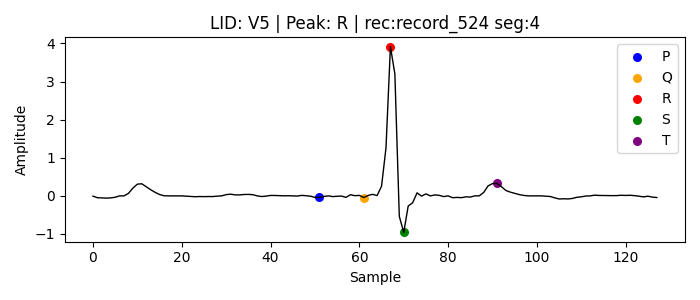 LID: V5 | Peak: R | rec:record_524 seg:4
Amplitude
4
3
2
1
0
−1
P
Q
R
S
T
0 20 40 60 80 100 120
Sample